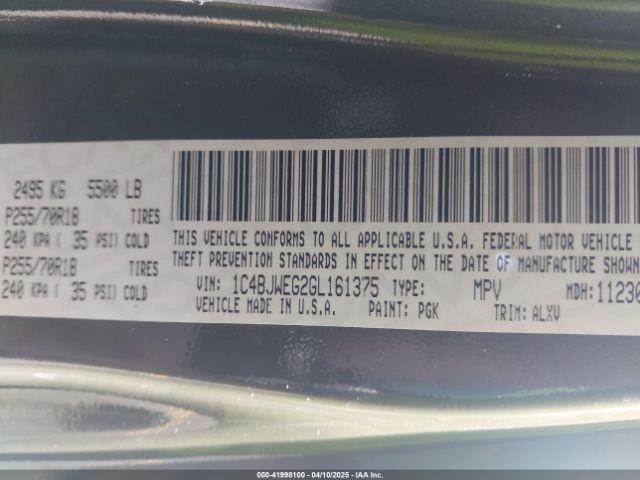 2495 KG 5500 LB
P255/70R18 TIRES
240 KPA ( 35 PSI) COLD
P255/70R18 TIRES
240 KPA ( 35 PSI) COLD
THIS VEHICLE CONFORMS TO ALL APPLICABLE U.S.A. FEDERAL MOTOR VEHICLE
THEFT PREVENTION STANDARDS IN EFFECT ON THE DATE OF MANUFACTURE SHOWN
VIN: 1C4BJWEG2GL161375 TYPE: MPV MDH:11230
VEHICLE MADE IN U.S.A. PAINT: PGK TRIM: ALXV
000-41998100 - 04/10/2025 - IAA Inc.